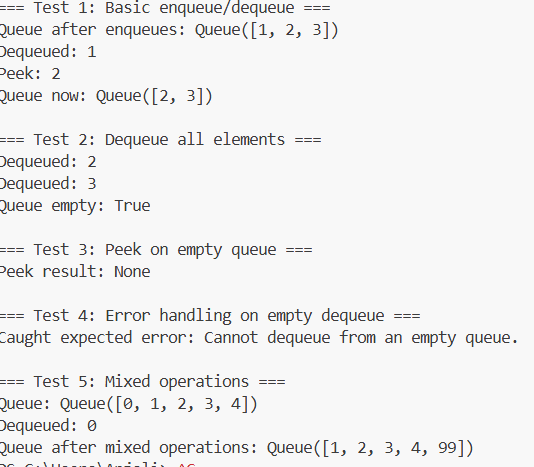 === Test 1: Basic enqueue/dequeue ===
Queue after enqueues: Queue([1, 2, 3])
Dequeued: 1
Peek: 2
Queue now: Queue([2, 3])
=== Test 2: Dequeue all elements ===
Dequeued: 2
Dequeued: 3
Queue empty: True
=== Test 3: Peek on empty queue ===
Peek result: None
=== Test 4: Error handling on empty dequeue ===
Caught expected error: Cannot dequeue from an empty queue.
=== Test 5: Mixed operations ===
Queue: Queue([0, 1, 2, 3, 4])
Dequeued: 0
Queue after mixed operations: Queue([1, 2, 3, 4, 99])